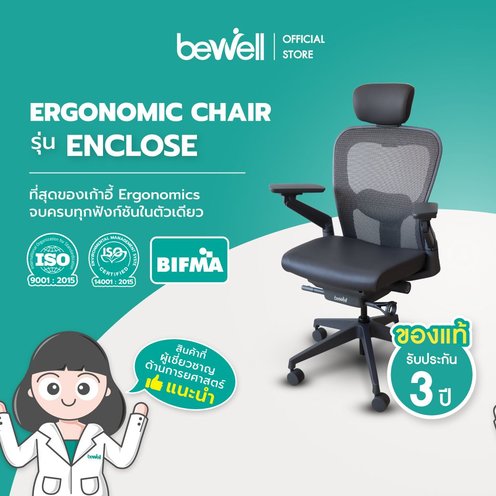 bewell
OFFICIAL
STORE
ERGONOMIC CHAIR
รุ่น ENCLOSE
ที่สุดของเก้าอี้ Ergonomics
จบครบทุกฟังก์ชันในตัวเดียว
ISO
9001 : 2015
ENVIRONMENTAL MANAGEMENT SYSTEM
ISO
CERTIFIED
14001 : 2015
BIFMA
bewell
สินค้าที่
ผู้เชี่ยวชาญ
ด้านการยศาสตร์
แนะนำ
ของแท้
รับประกัน
3 ปี
bewell